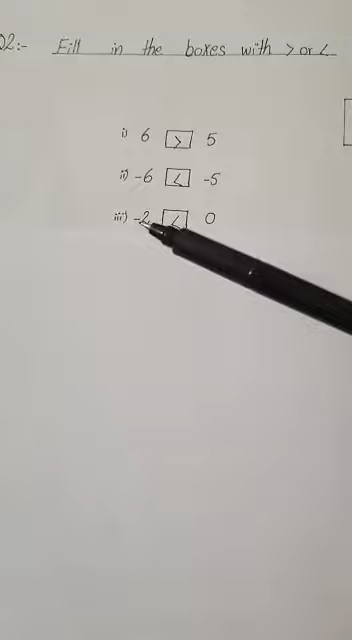 Q2:- Fill in the boxes with > or <
i) 6 > 5
ii) -6 < -5
iii) -2 < 0